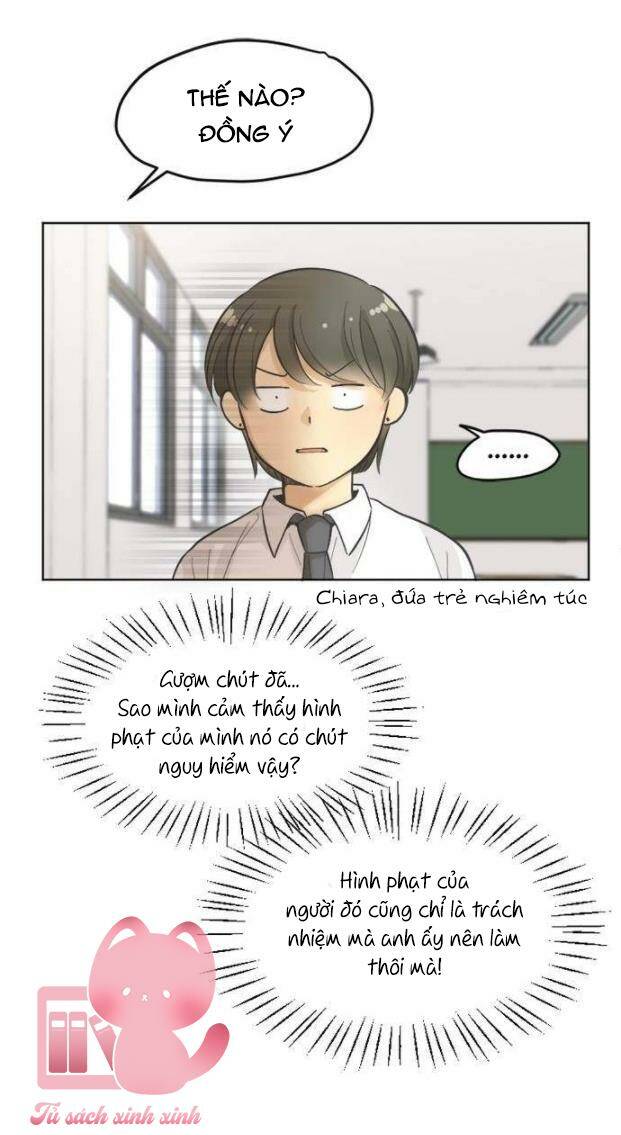 THẾ NÀO?
ĐỒNG Ý
......
Chiara, đứa trẻ nghiêm túc
Gượm chút đã...
Sao mình cảm thấy hình
phạt của mình nó có chút
nguy hiểm vậy?
Hình phạt của
người đó cũng chỉ là trách
nhiệm mà anh ấy nên làm
thôi mà!
Tủ sách xinh xinh